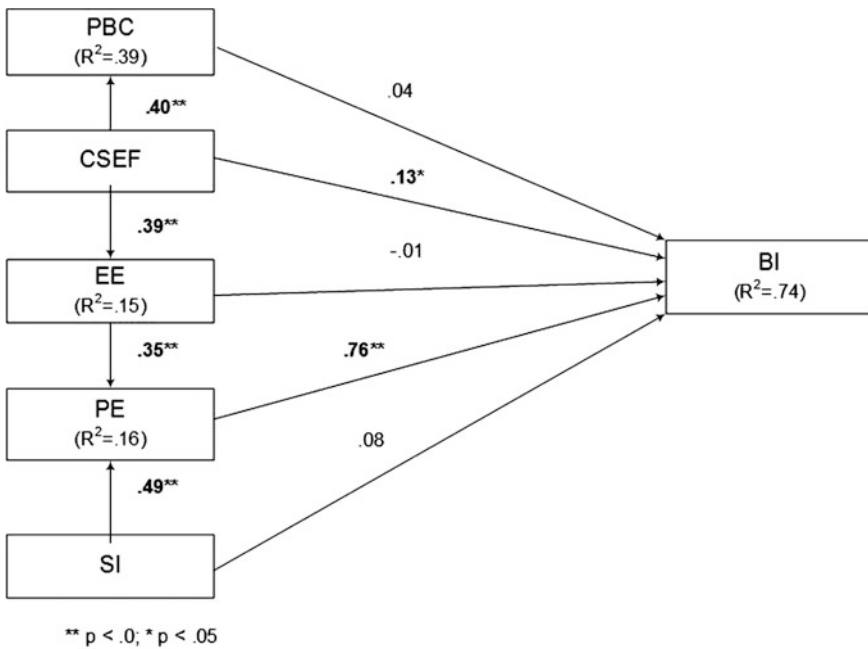 PBC
(R²=.39)
.04
.40**
CSEF
.13*
.39**
-.01
EE
(R²=.15)
BI
(R²=.74)
.35**
.76**
PE
(R²=.16)
.08
.49**
SI
** p < .0; * p < .05